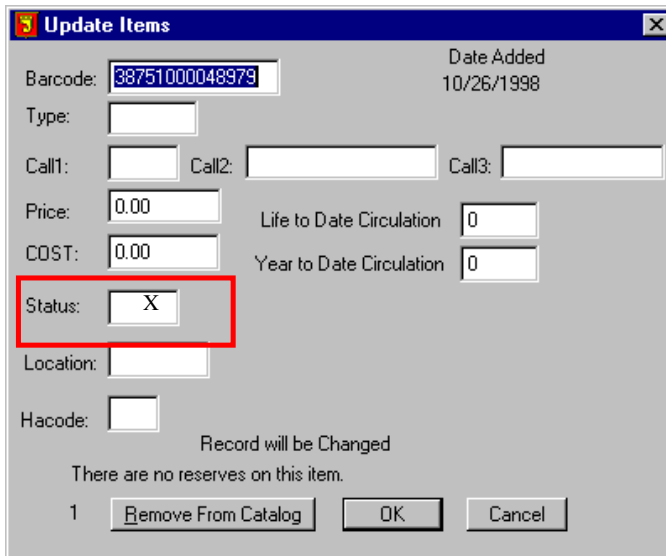 Update Items
Date Added
Barcode: 38751000048979 10/26/1998
Type:
Call1: Call2: Call3:
Price: 0.00 Life to Date Circulation 0
COST: 0.00 Year to Date Circulation 0
Status: X
Location:
Hacode:
Record will be Changed
There are no reserves on this item.
1 Remove From Catalog OK Cancel